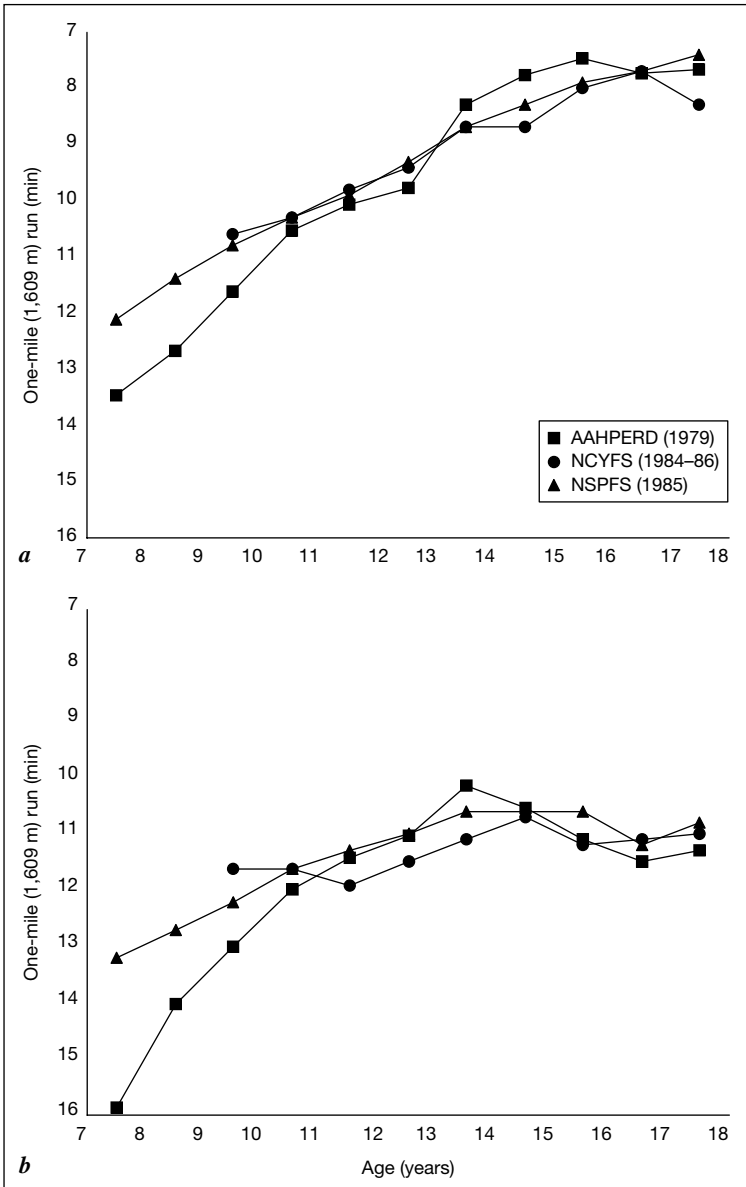 7
8
9
10
11
12
13
14
15
16
One-mile (1,609 m) run (min)
■ AAHPERD (1979)
● NCYFS (1984–86)
▲ NSPFS (1985)
a
7 8 9 10 11 12 13 14 15 16 17 18
7
8
9
10
11
12
13
14
15
16
One-mile (1,609 m) run (min)
7 8 9 10 11 12 13 14 15 16 17 18
b
Age (years)